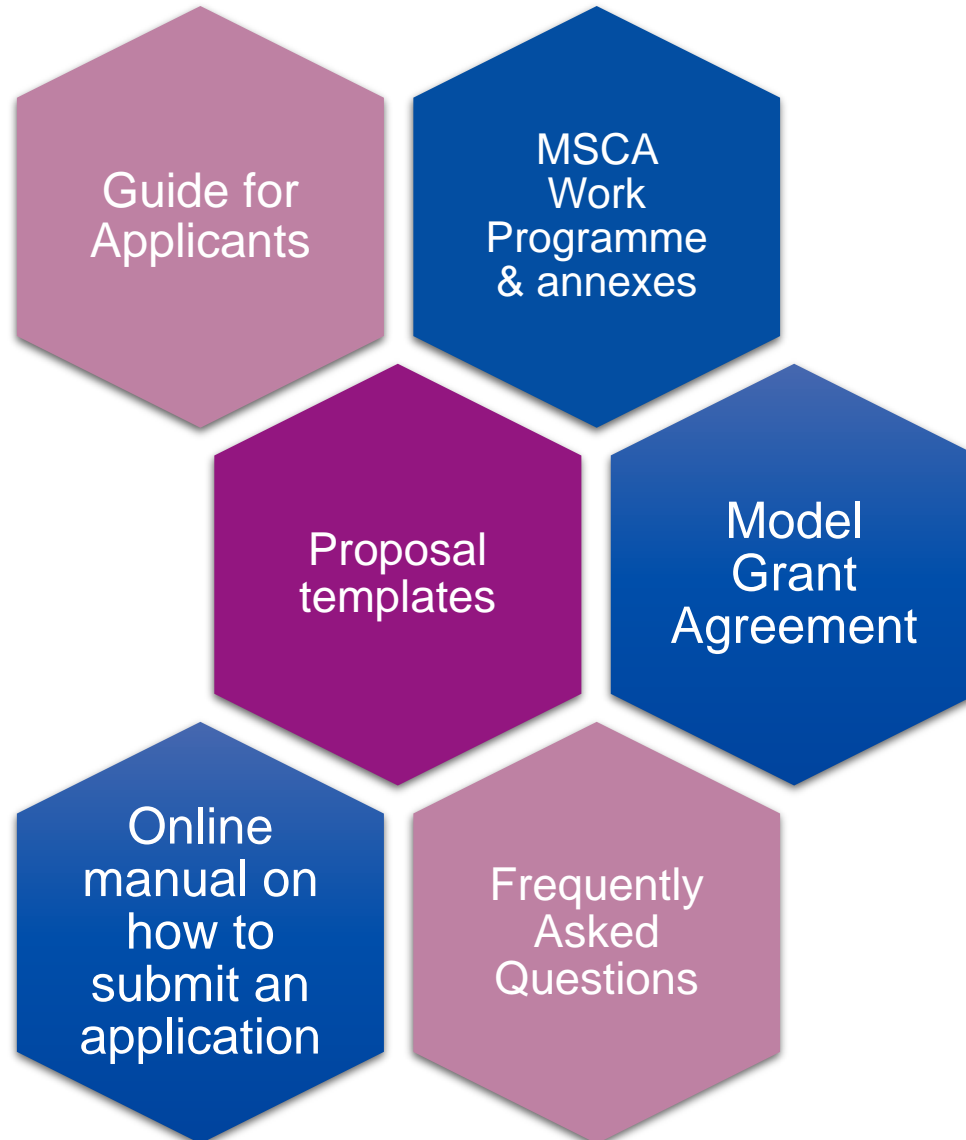 Guide for
Applicants
MSCA
Work
Programme
& annexes
Proposal
templates
Model
Grant
Agreement
Online
manual on
how to
submit an
application
Frequently
Asked
Questions